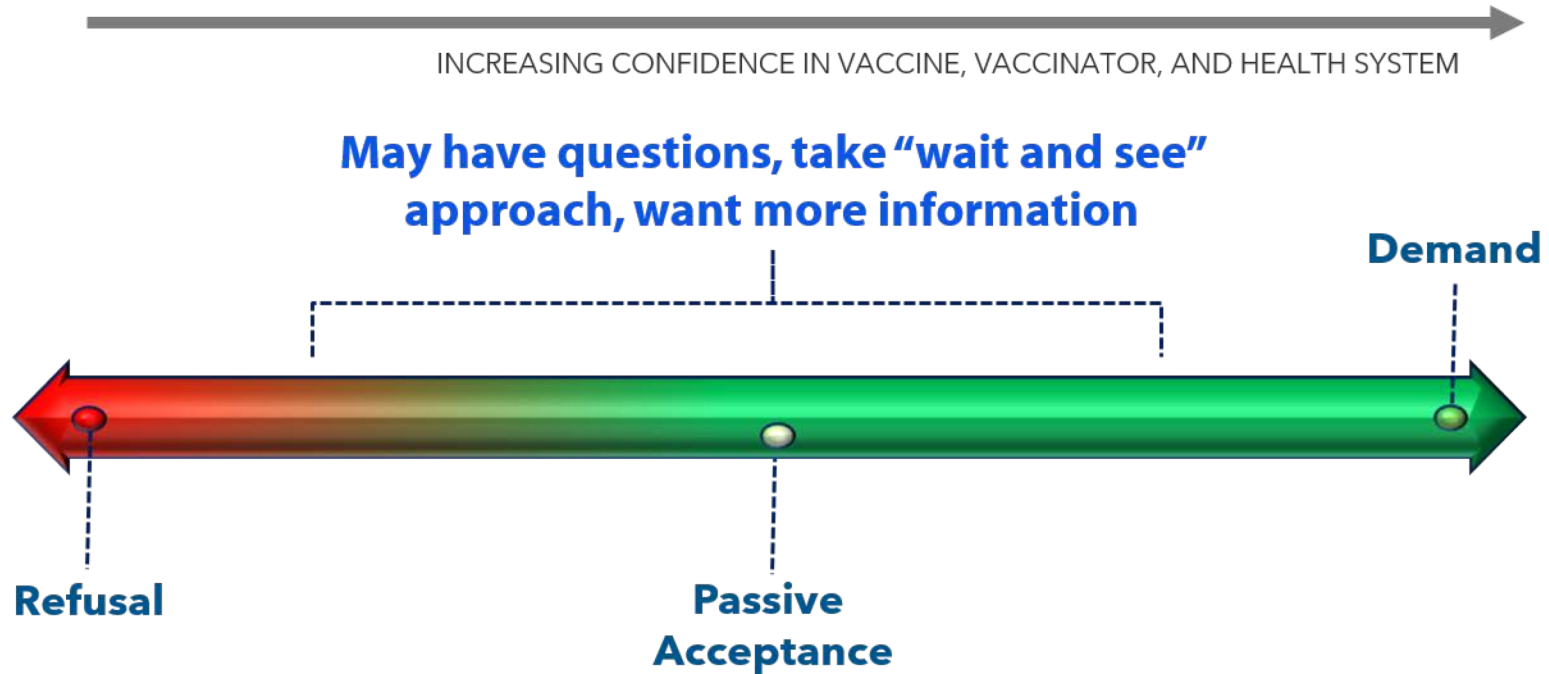 INCREASING CONFIDENCE IN VACCINE, VACCINATOR, AND HEALTH SYSTEM
May have questions, take “wait and see”
approach, want more information
Demand
Refusal
Passive
Acceptance